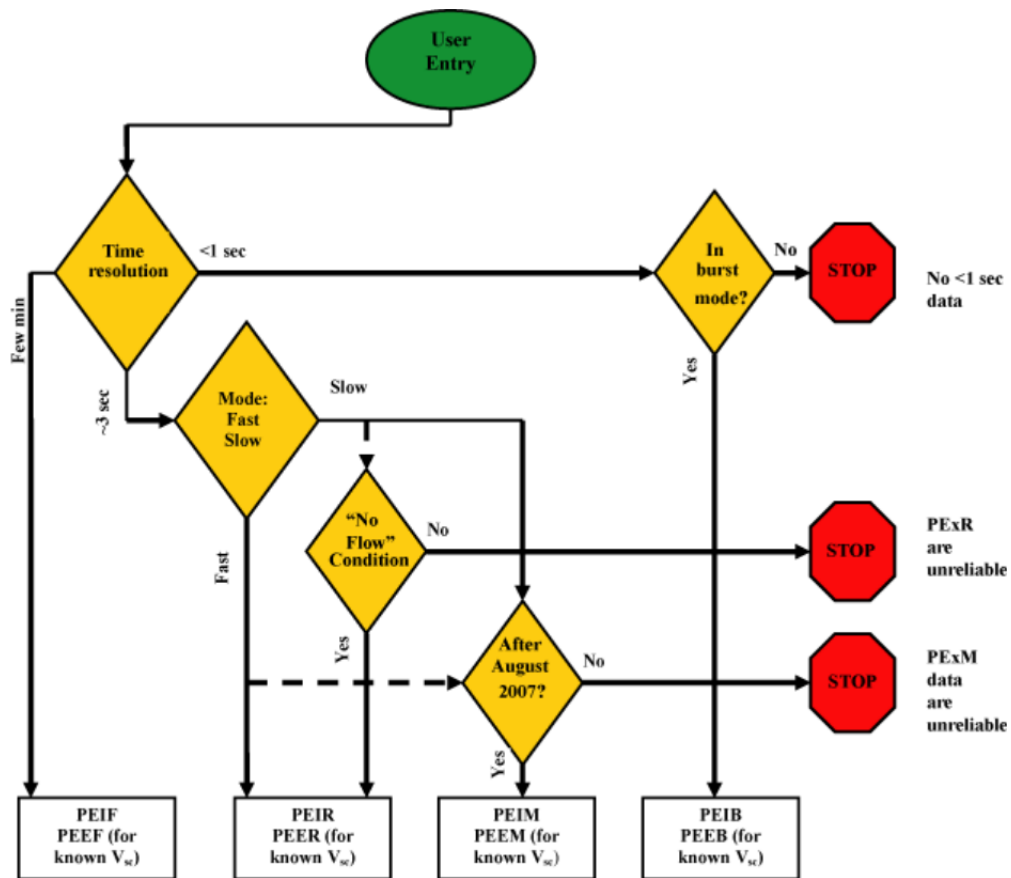 User
Entry
Time
resolution
<1 sec
In
burst
mode?
No
STOP
No <1 sec
data
Few min
~3 sec
Mode:
Fast
Slow
Slow
Yes
“No
Flow”
Condition
No
STOP
PExR
are
unreliable
Fast
Yes
After
August
2007?
No
STOP
PExM
data
are
unreliable
Yes
PEIF
PEEF (for
known Vsc)
PEIR
PEER (for
known Vsc)
PEIM
PEEM (for
known Vsc)
PEIB
PEEB (for
known Vsc)